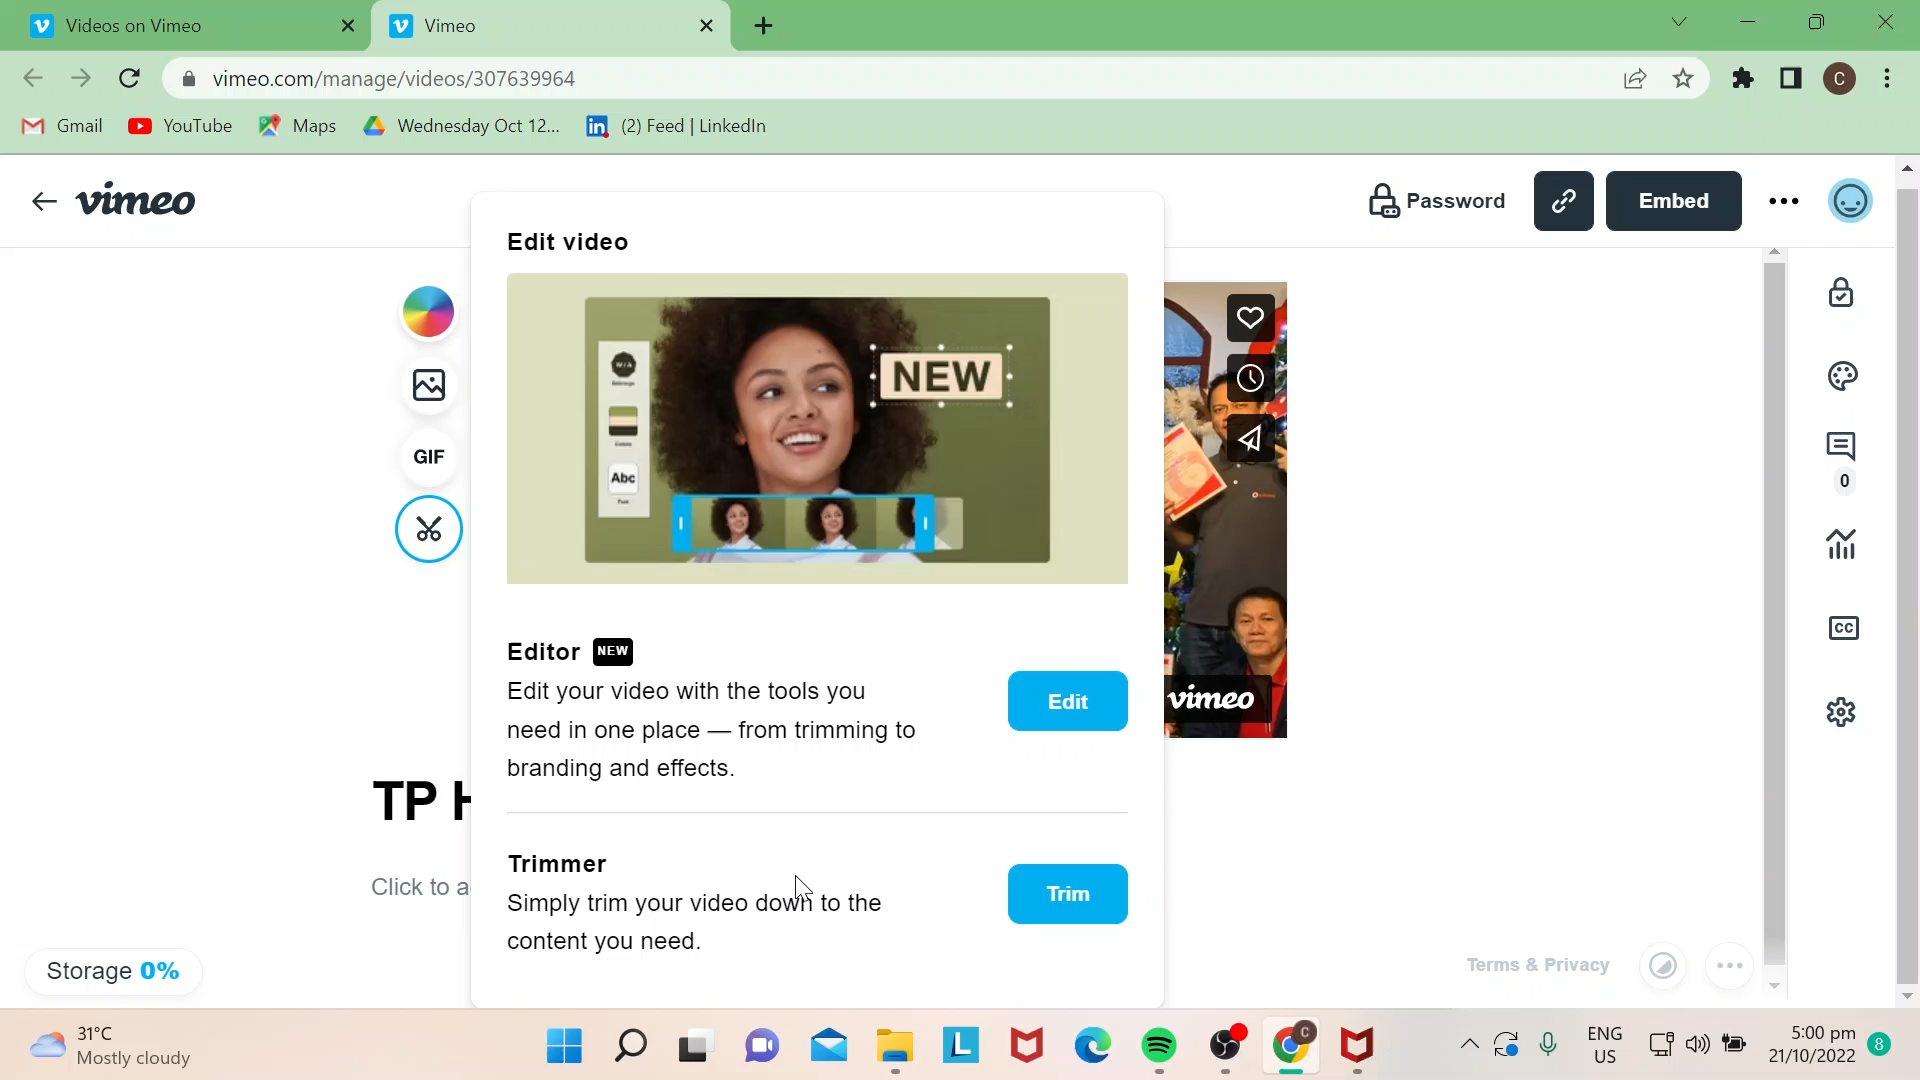 Videos on Vimeo
Vimeo
vimeo.com/manage/videos/307639964
C
Gmail
YouTube
Maps
Wednesday Oct 12...
(2) Feed | LinkedIn
vimeo
Password
Embed
Edit video
NEW
Abc
GIF
0
CC
vimeo
Editor NEW
Edit your video with the tools you
need in one place — from trimming to
branding and effects.
Edit
TP H
Trimmer
Simply trim your video down to the
content you need.
Trim
Click to a
Storage 0%
Terms & Privacy
31°C
Mostly cloudy
L
C
ENG
US
5:00 pm
21/10/2022
8